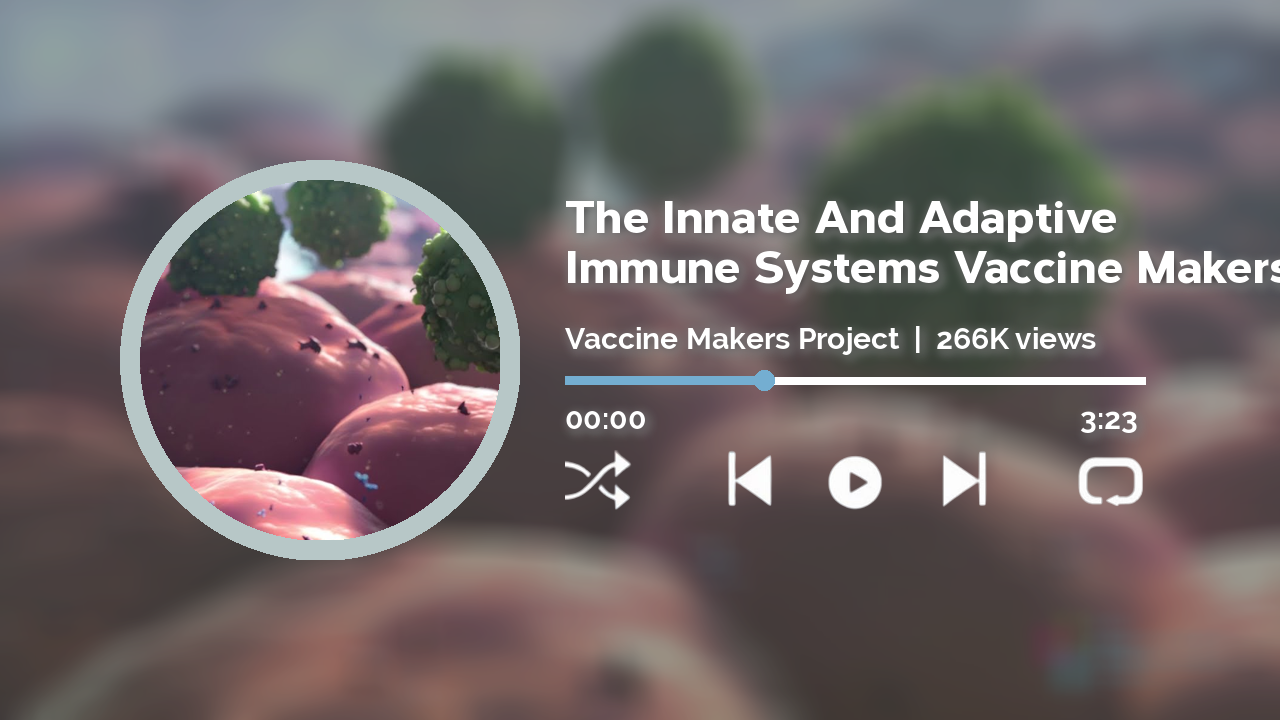 The Innate And Adaptive
Immune Systems Vaccine Makers
Vaccine Makers Project | 266K views
00:00
3:23